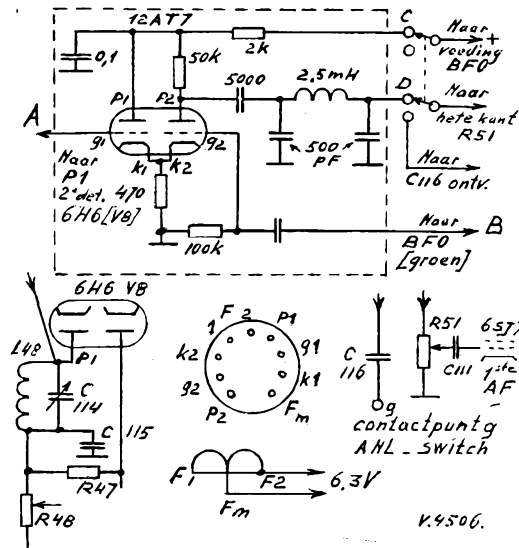 12AT7
C
Naar
+
voeding
BFO
2k
0,1
50k
5000
2.5mH
D
P1
P2
Naar
hete kant
R51
A
g1
g2
500
PF
Naar
C116 ontv.
Naar
P1
2e det.
6H6 [V8]
k1
k2
470
100k
Naar
B
BFO
[groen]
6H6 V8
P1
L48
C
114
C
115
R47
R48
F
2
P1
1
g1
k2
k1
g2
P2
Fm
C
116
g
R51
6SJ7
C111
1ste
AF
contactpunt g
ANL-switch
F1
F2
6,3V
Fm
V.4506.